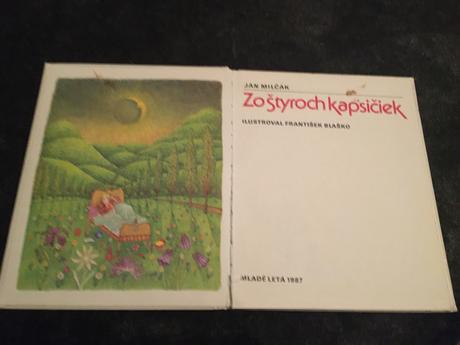 JÁN MILČÁK
Zo štyroch kapsičiek
ILUSTROVAL FRANTIŠEK BLAŠKO
MLADÉ LETÁ 1987